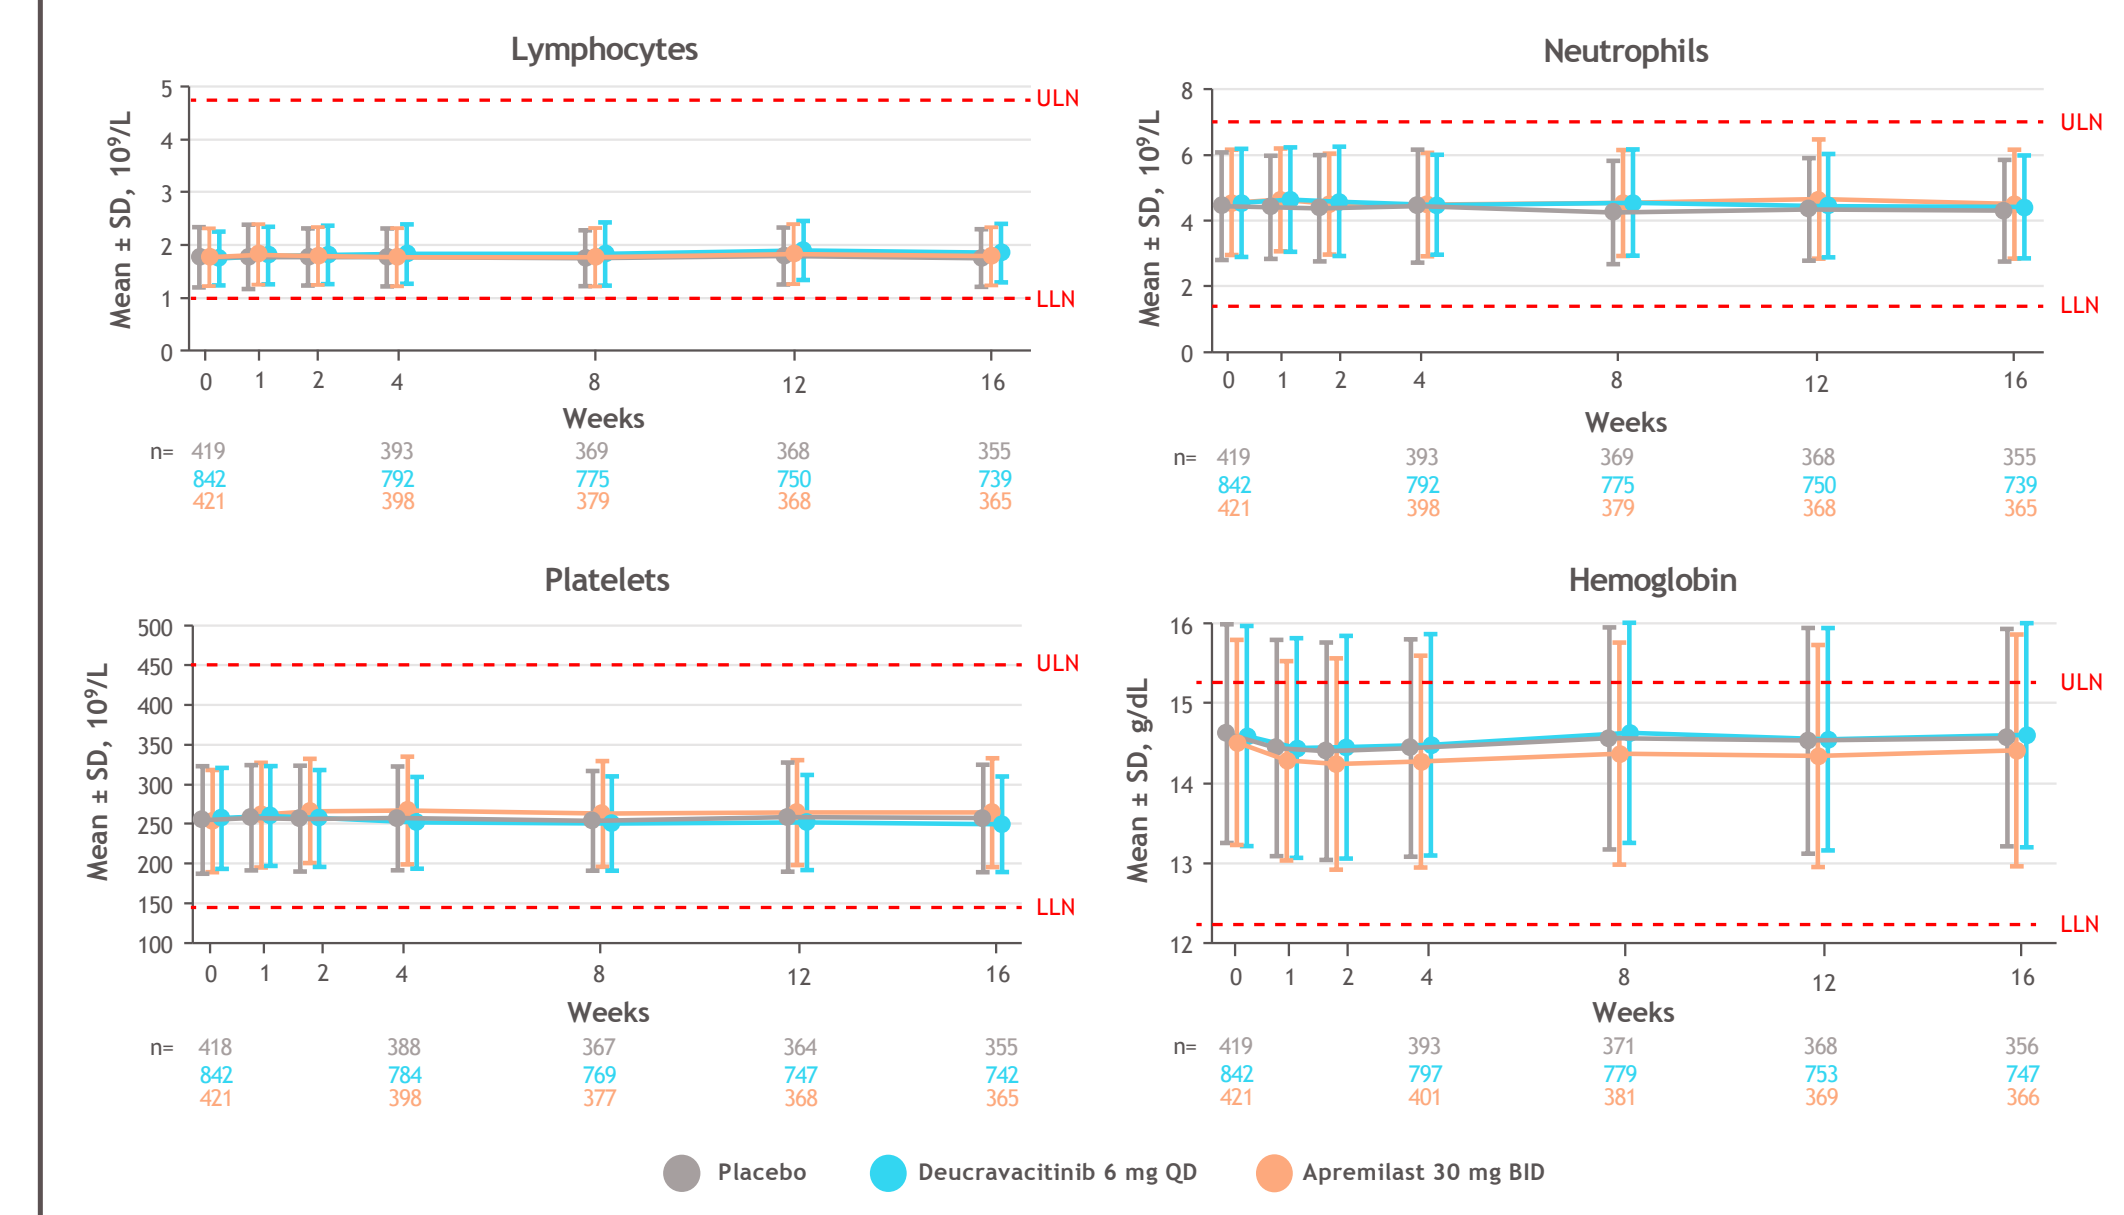 Lymphocytes
Mean ± SD, 10⁹/L
5
4
3
2
1
0
ULN
LLN
0 1 2 4 8 12 16
Weeks
n= 419 393 369 368 355
842 792 775 750 739
421 398 379 368 365
Neutrophils
Mean ± SD, 10⁹/L
8
6
4
2
0
ULN
LLN
0 1 2 4 8 12 16
Weeks
n= 419 393 369 368 355
842 792 775 750 739
421 398 379 368 365
Platelets
Mean ± SD, 10⁹/L
500
450
400
350
300
250
200
150
100
ULN
LLN
0 1 2 4 8 12 16
Weeks
n= 418 388 367 364 355
842 784 769 747 742
421 398 377 368 365
Hemoglobin
Mean ± SD, g/dL
16
15
14
13
12
ULN
LLN
0 1 2 4 8 12 16
Weeks
n= 419 393 371 368 356
842 797 779 753 747
421 401 381 369 366
Placebo Deucravacitinib 6 mg QD Apremilast 30 mg BID